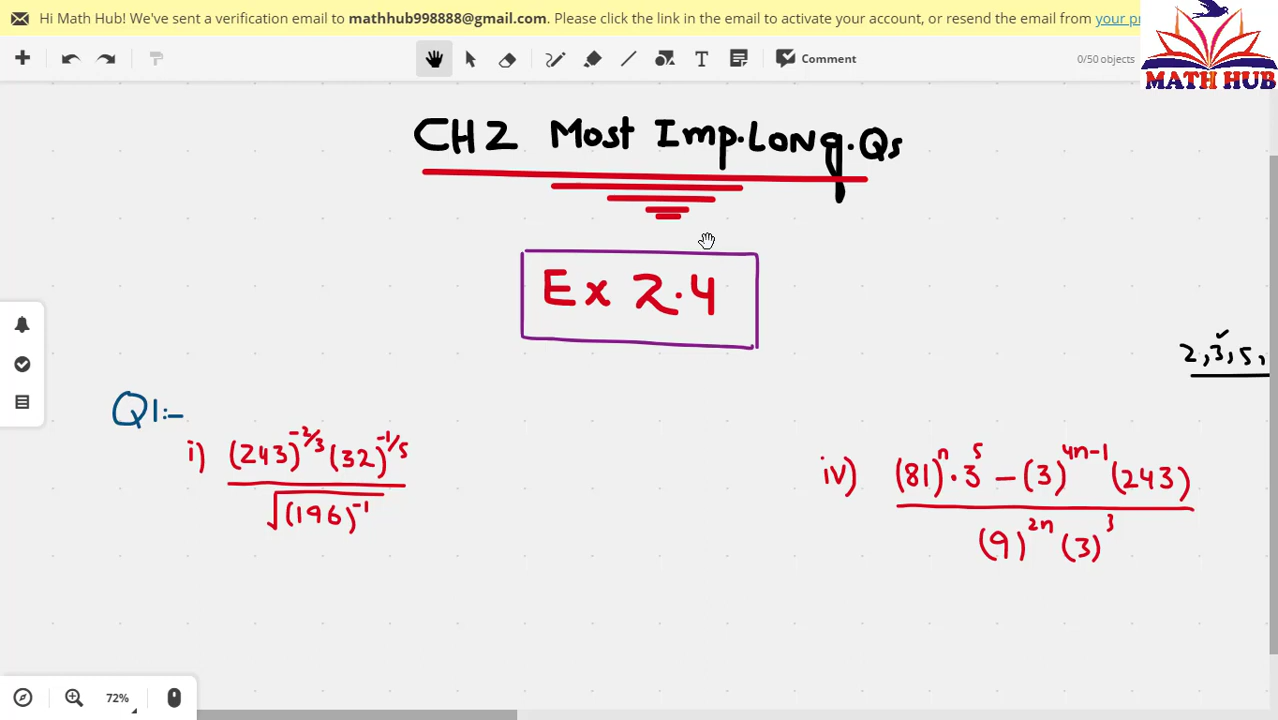 Hi Math Hub! We've sent a verification email to mathhub998888@gmail.com. Please click the link in the email to activate your account, or resend the email from your pr
Comment
0/50 objects
MATH HUB
CH2 Most Imp. Long. Qs
Ex 2.4
2,3,5,
Q1:-
i) (243)^-2/3 (32)^-1/5
√(196)^-1
iv) (81)^n · 3^5 – (3)^4n-1 (243)
(9)^2n (3)^3
72%